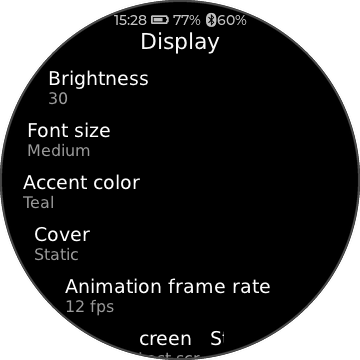 15:28 77% 60%
Display
Brightness
30
Font size
Medium
Accent color
Teal
Cover
Static
Animation frame rate
12 fps
creen